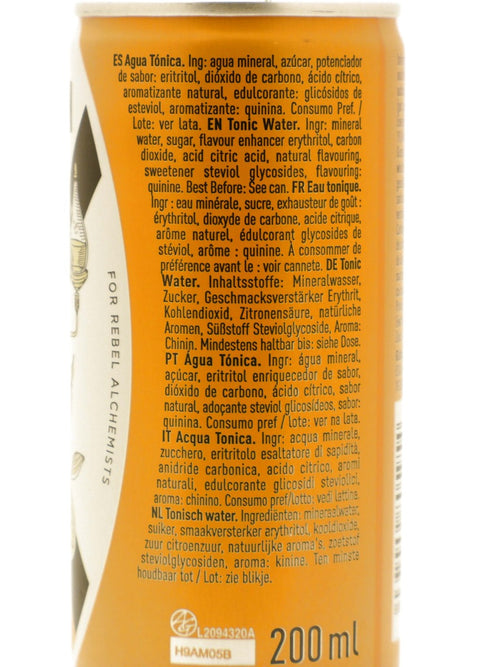 ES Agua Tónica. Ing: agua mineral, azúcar, potenciador
de sabor: eritritol, dióxido de carbono, ácido cítrico,
aromatizante natural, edulcorante: glicósidos de
esteviol, aromatizante: quinina. Consumo Pref. /
Lote: ver lata. EN Tonic Water. Ingr: mineral
water, sugar, flavour enhancer erythritol, carbon
dioxide, acid citric acid, natural flavouring,
sweetener steviol glycosides, flavouring:
quinine. Best Before: See can. FR Eau tonique.
Ingr : eau minérale, sucre, exhausteur de goût :
érythritol, dioxyde de carbone, acide citrique,
arôme naturel, édulcorant glycosides de
stéviol, arôme : quinine. À consommer de
préférence avant le : voir cannete. DE Tonic
Water. Inhaltsstoffe: Mineralwasser,
Zucker, Geschmacksverstärker Erythrit,
Kohlendioxid, Zitronensäure, natürliche
Aromen, Süßstoff Steviolglycoside, Aroma:
Chinin. Mindestens haltbar bis: siehe Dose.
PT Água Tónica. Ingr: água mineral,
açúcar, eritritol enriquecedor de sabor,
dióxido de carbono, ácido cítrico, sabor
natural, adoçante steviol glicosídeos, sabor:
quinina. Consumo pref / lote: ver na lata.
IT Acqua Tonica. Ing: acqua minerale,
zucchero, eritritolo esaltatore di sapidità,
anidride carbonica, acido citrico, aromi
naturali, edulcorante glicosidi steviolici,
aroma: chinino. Consumo pref/lotto: vedi lattina.
NL Tonisch water. Ingrediënten: mineraalwater,
suiker, smaakversterker erythritol, kooldioxide,
zuur citroenzuur, natuurlijke aroma's, zoetstof
steviolglycosiden, aroma: kinine. Ten minste
houdbaar tot / Lot: zie blikje.
FOR REBEL ALCHEMISTS
L2094320A
H9AM05B
200 ml